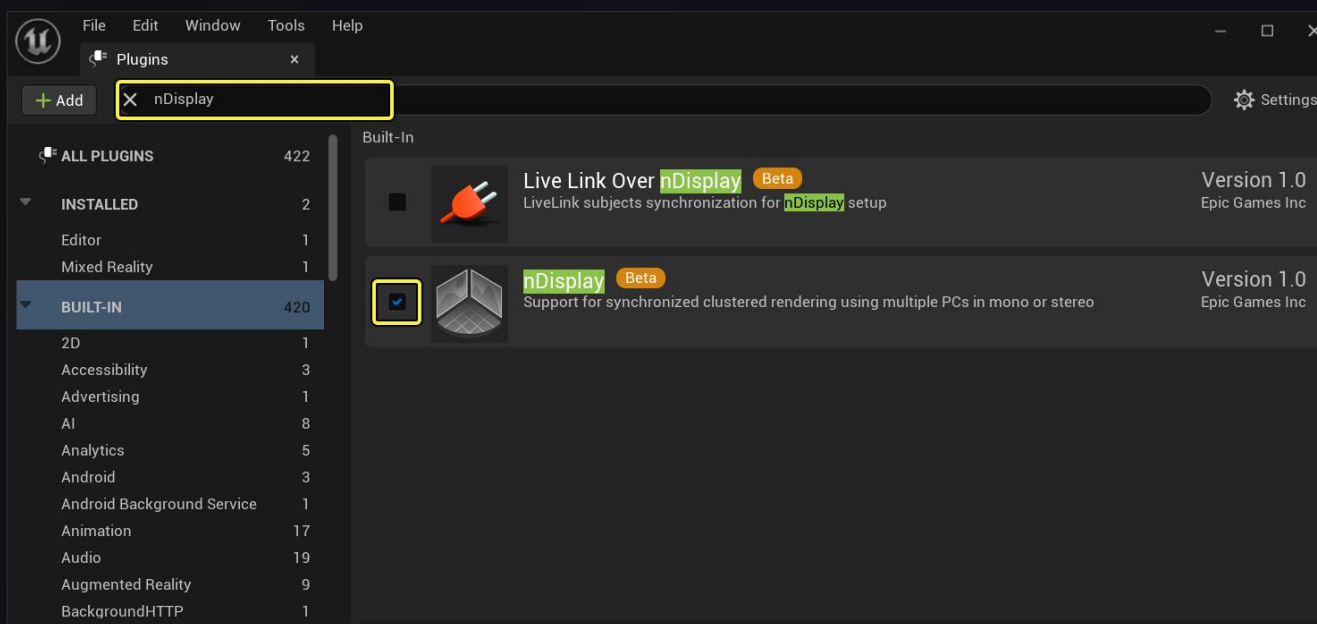 File Edit Window Tools Help
Plugins
Add
nDisplay
Settings
ALL PLUGINS 422
INSTALLED 2
Editor 1
Mixed Reality 1
BUILT-IN 420
2D 1
Accessibility 3
Advertising 1
AI 8
Analytics 5
Android 3
Android Background Service 1
Animation 17
Audio 19
Augmented Reality 9
BackgroundHTTP 1
Built-In
Live Link Over nDisplay Beta
Version 1.0
LiveLink subjects synchronization for nDisplay setup
Epic Games Inc
nDisplay Beta
Version 1.0
Support for synchronized clustered rendering using multiple PCs in mono or stereo
Epic Games Inc